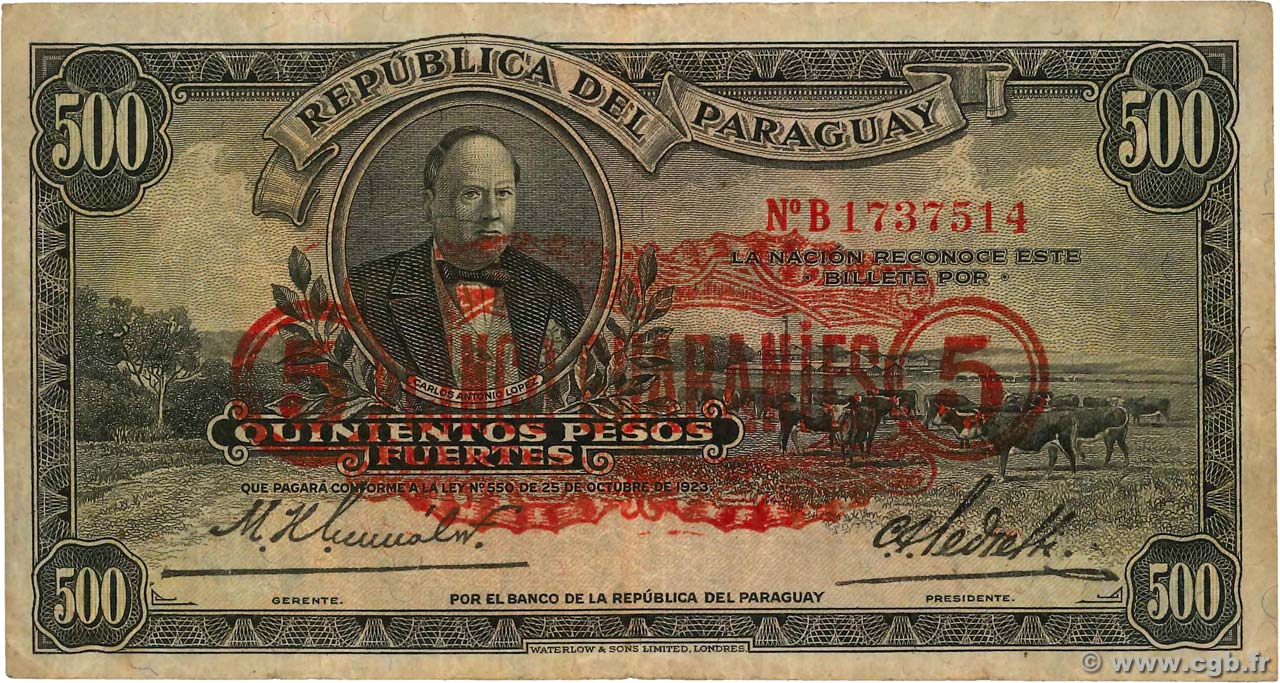 500
REPÚBLICA DEL PARAGUAY
500
Nº B1737514
LA NACIÓN RECONOCE ESTE
· BILLETE POR ·
5
GUARANIES
5
CARLOS ANTONIO LOPEZ
QUINIENTOS PESOS
FUERTES
QUE PAGARÁ CONFORME A LA LEY Nº 550 DE 25 DE OCTUBRE DE 1923
500
GERENTE.
POR EL BANCO DE LA REPÚBLICA DEL PARAGUAY
PRESIDENTE.
500
WATERLOW & SONS LIMITED, LONDRES.
© www.cgb.fr